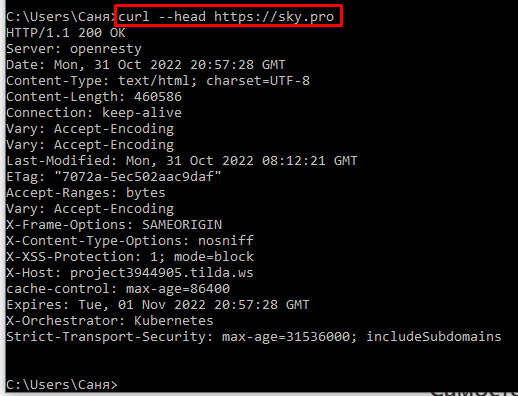 C:\Users\Саня>curl --head https://sky.pro
HTTP/1.1 200 OK
Server: openresty
Date: Mon, 31 Oct 2022 20:57:28 GMT
Content-Type: text/html; charset=UTF-8
Content-Length: 460586
Connection: keep-alive
Vary: Accept-Encoding
Vary: Accept-Encoding
Last-Modified: Mon, 31 Oct 2022 08:12:21 GMT
ETag: "7072a-5ec502aac9daf"
Accept-Ranges: bytes
Vary: Accept-Encoding
X-Frame-Options: SAMEORIGIN
X-Content-Type-Options: nosniff
X-XSS-Protection: 1; mode=block
X-Host: project3944905.tilda.ws
cache-control: max-age=86400
Expires: Tue, 01 Nov 2022 20:57:28 GMT
X-Orchestrator: Kubernetes
Strict-Transport-Security: max-age=31536000; includeSubdomains
C:\Users\Саня>